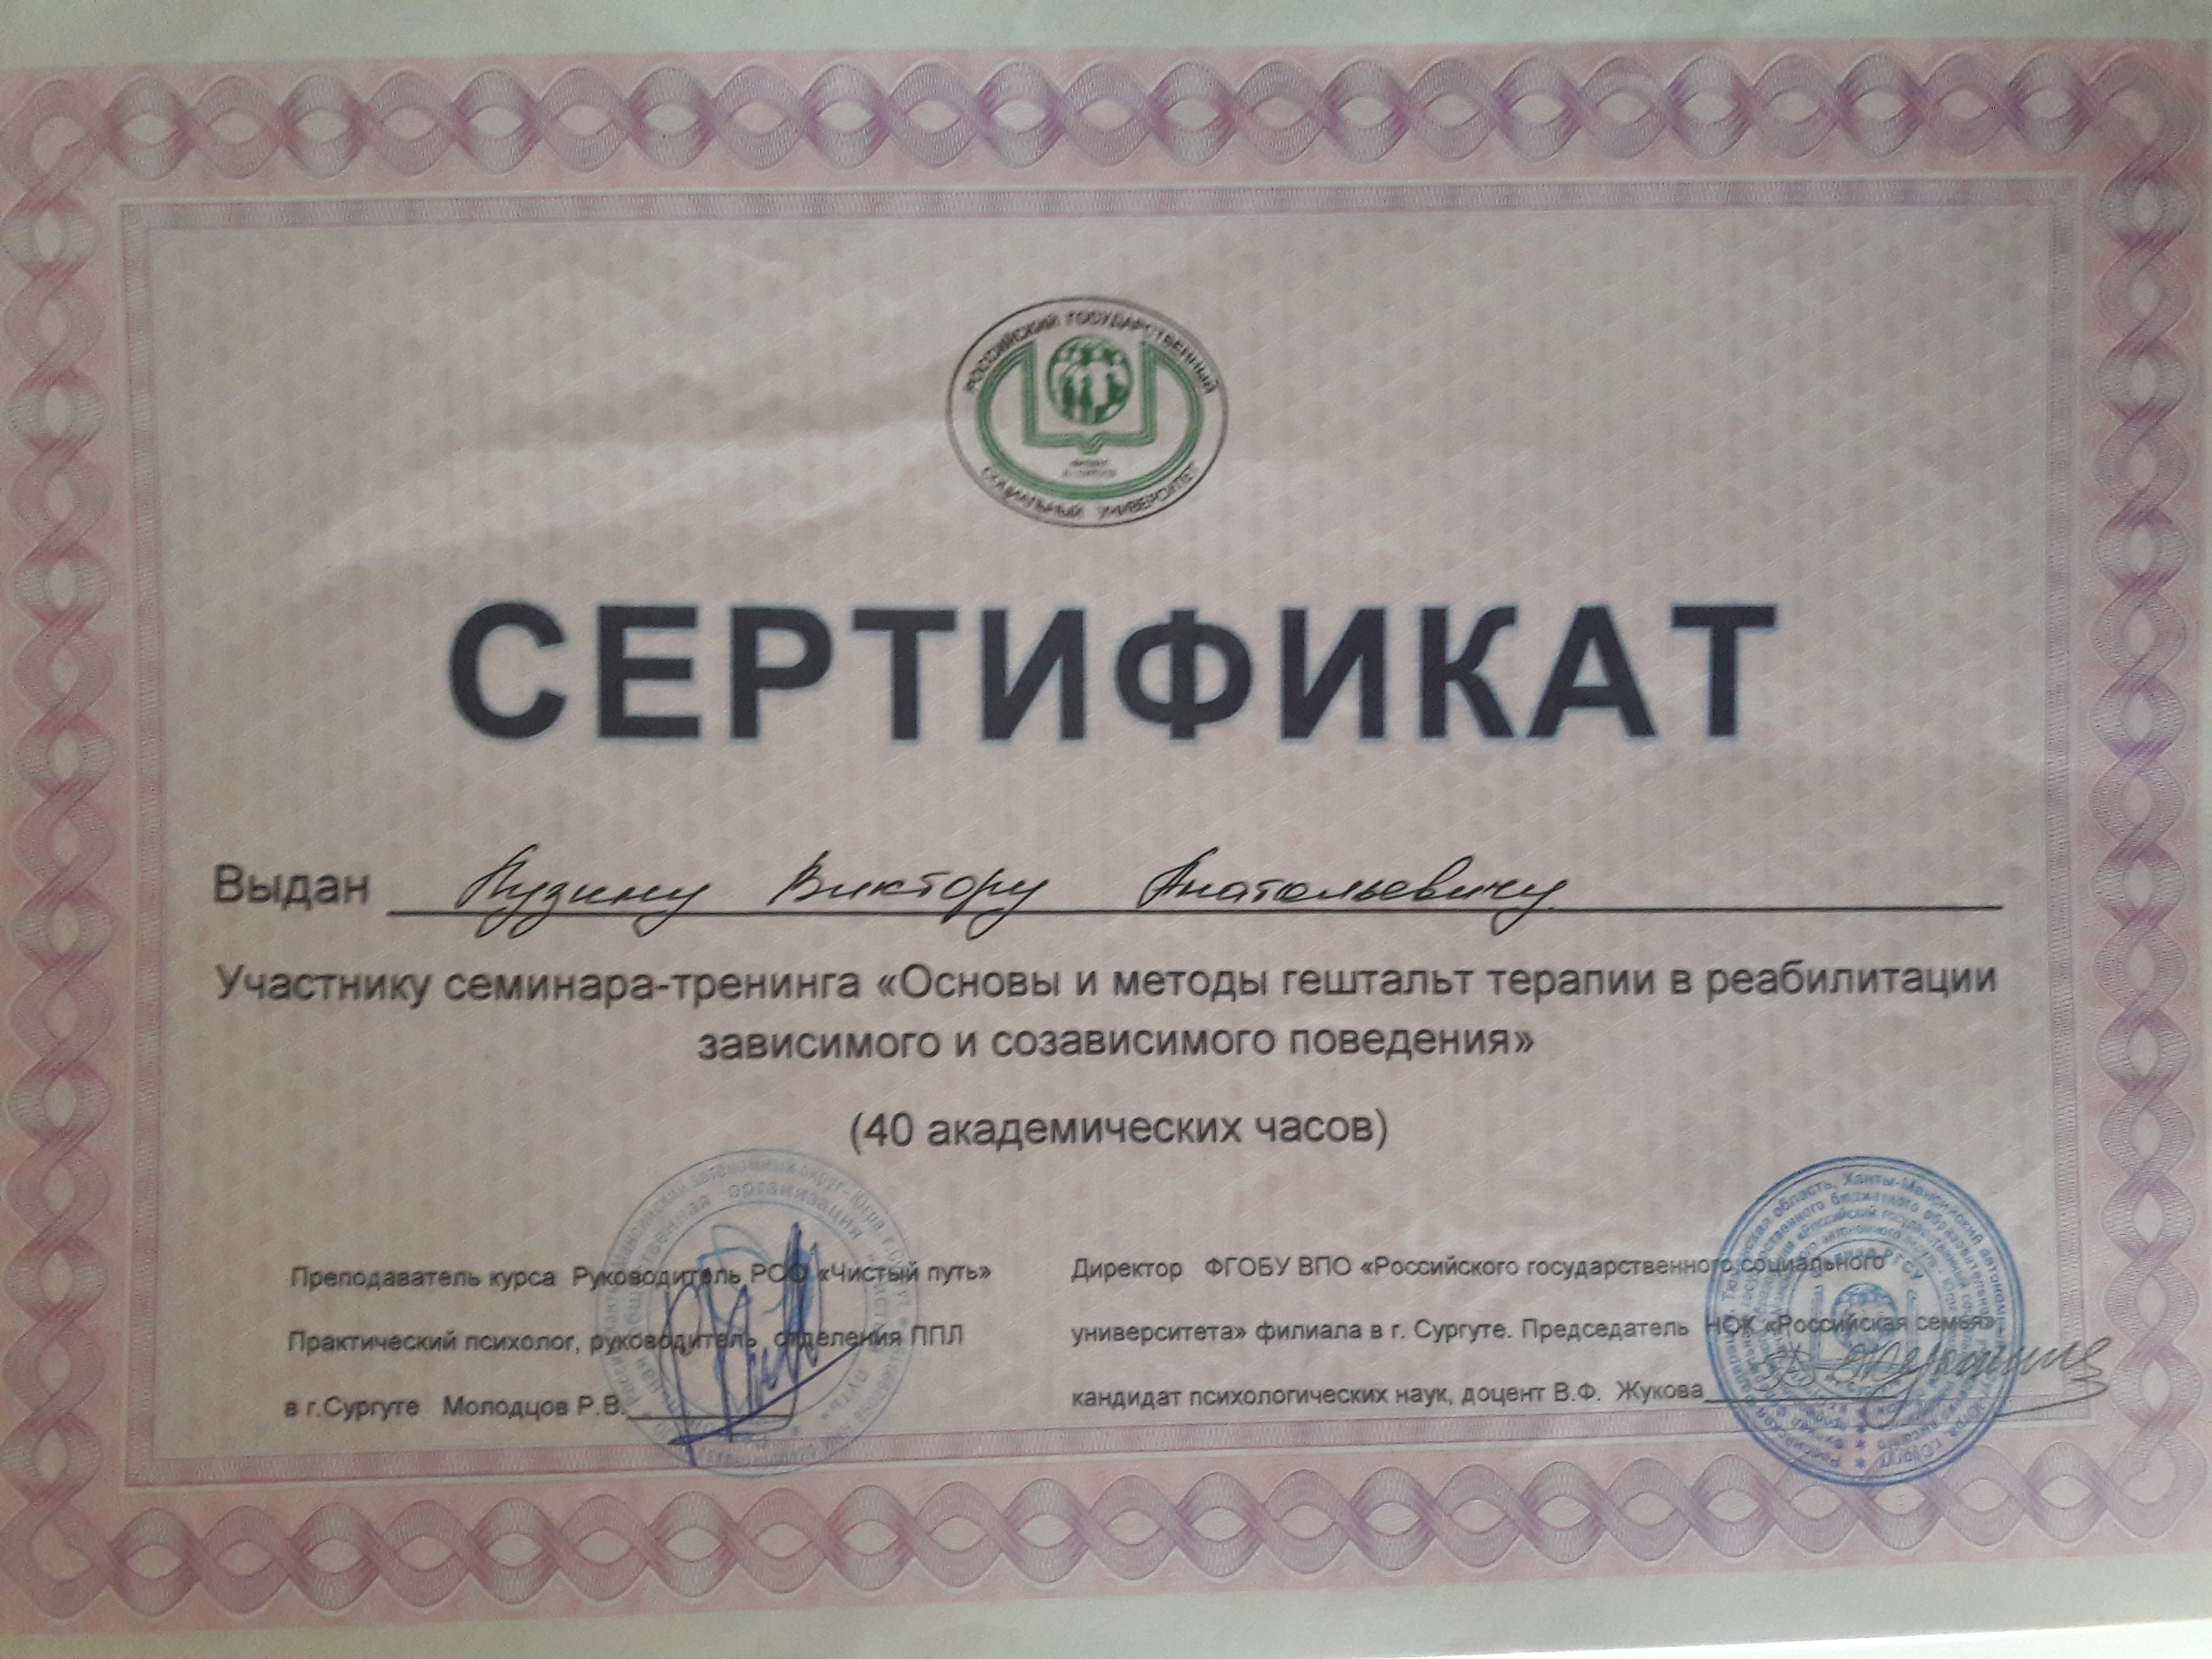 РОССИЙСКИЙ ГОСУДАРСТВЕННЫЙ
СОЦИАЛЬНЫЙ УНИВЕРСИТЕТ
СЕРТИФИКАТ
Выдан Пузину Виктору Анатольевичу
Участнику семинара-тренинга «Основы и методы гештальт терапии в реабилитации
зависимого и созависимого поведения»
(40 академических часов)
Преподаватель курса Руководитель РОО «Чистый путь»
Практический психолог, руководитель отделения ППЛ
в г.Сургуте Молодцов Р.В.
Директор ФГОБУ ВПО «Российского государственного социального
университета» филиала в г. Сургуте. Председатель НОК «Российская семья»
кандидат психологических наук, доцент В.Ф. Жукова